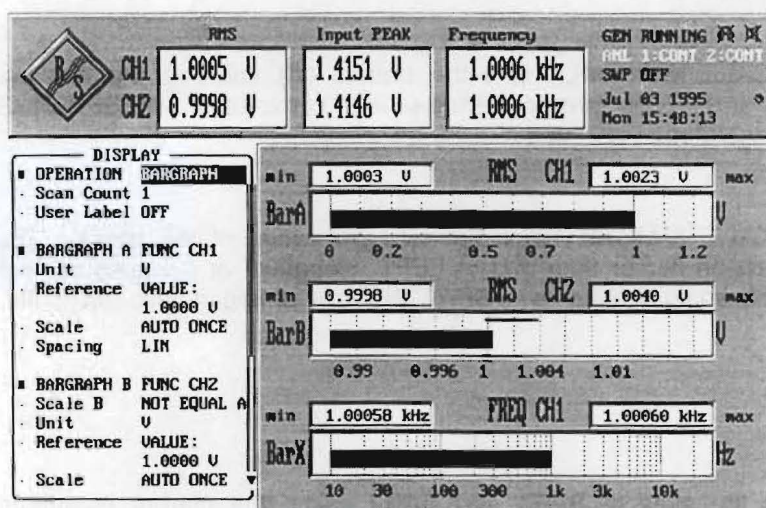 RMS Input PEAK Frequency
R S
CH1 1.0005 V 1.4151 V 1.0006 kHz
CH2 0.9998 V 1.4146 V 1.0006 kHz
GEN RUNNING
ANL 1:CONT 2:CONT
SWP OFF
Jul 03 1995
Mon 15:48:13
DISPLAY
OPERATION BARGRAPH
Scan Count 1
User Label OFF
BARGRAPH A FUNC CH1
Unit V
Reference VALUE:
1.0000 V
Scale AUTO ONCE
Spacing LIN
BARGRAPH B FUNC CH2
Scale B NOT EQUAL A
Unit V
Reference VALUE:
1.0000 V
Scale AUTO ONCE
min 1.0003 V RMS CH1 1.0023 V max
BarA V
0 0.2 0.5 0.7 1 1.2
min 0.9998 V RMS CH2 1.0040 V max
BarB V
0.99 0.996 1 1.004 1.01
min 1.00058 kHz FREQ CH1 1.00060 kHz max
BarX Hz
10 30 100 300 1k 3k 10k